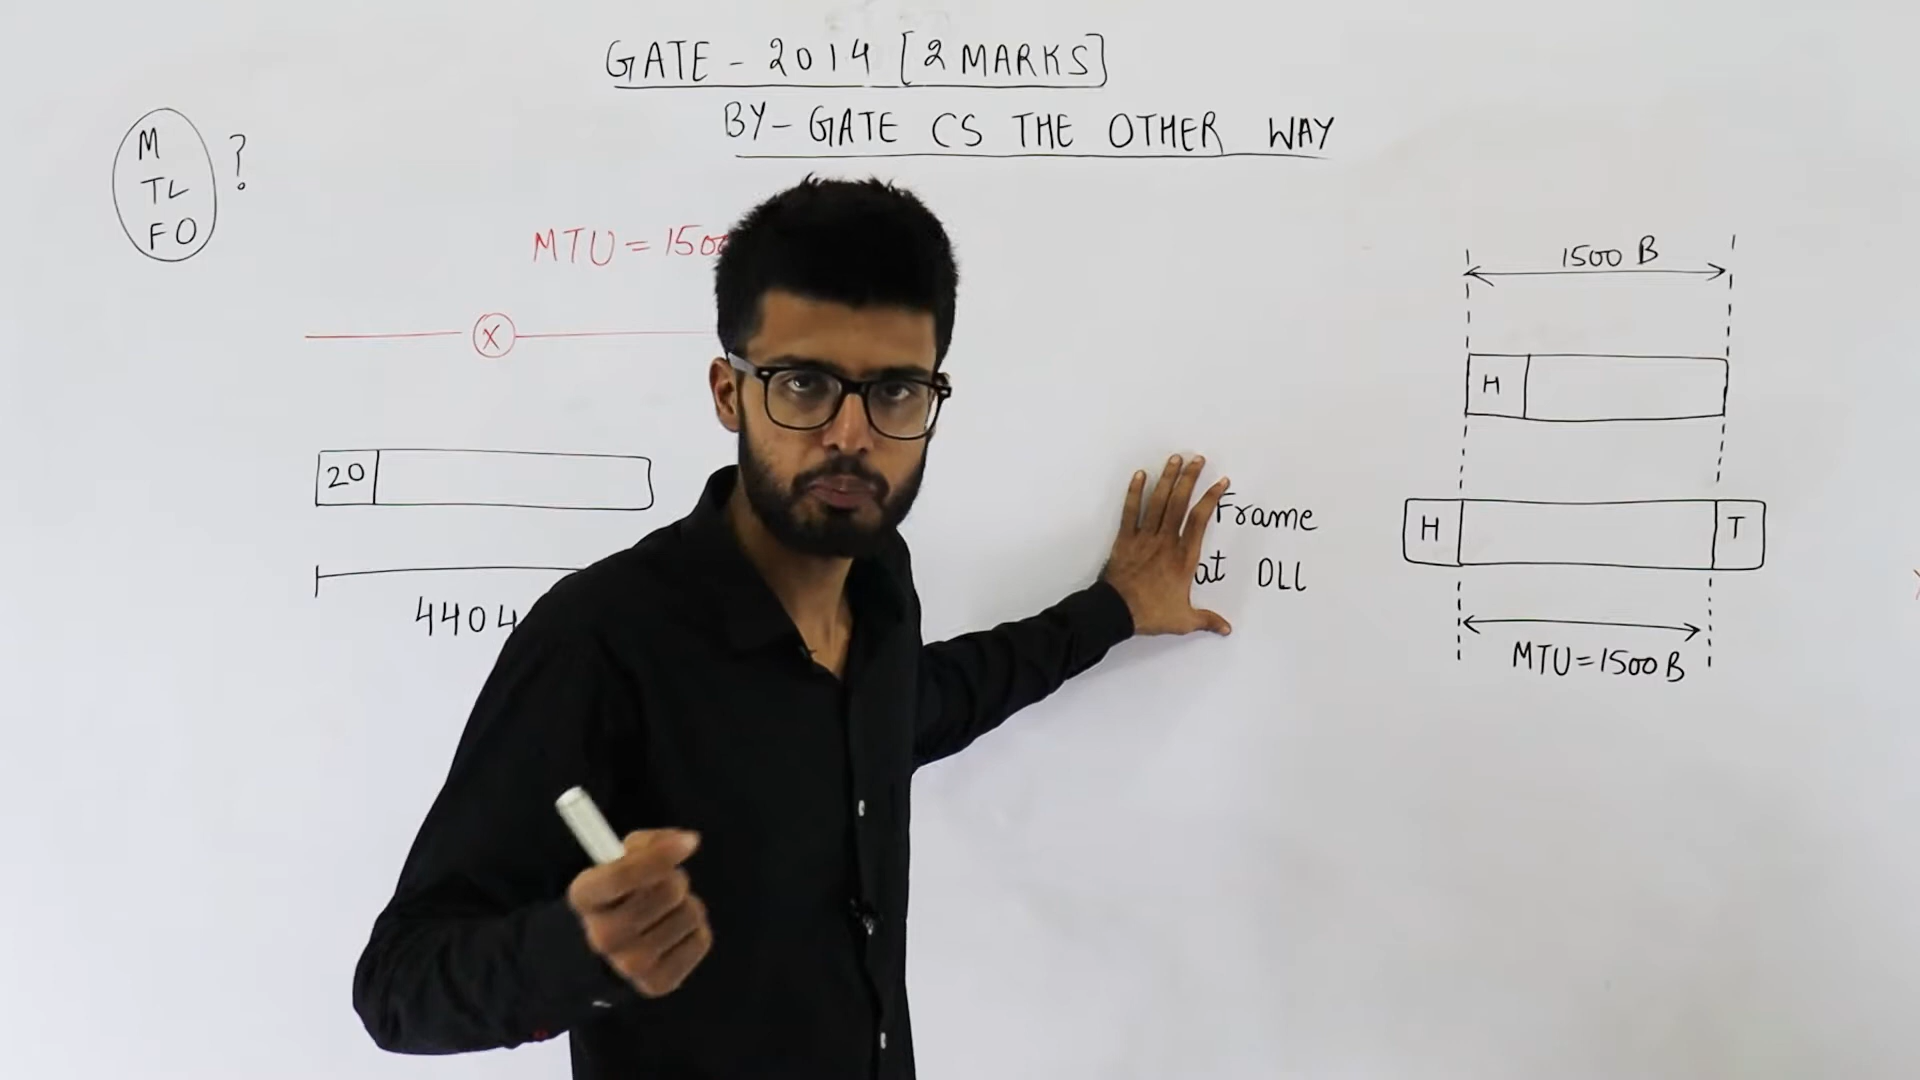 GATE - 2014 [2 MARKS]
BY - GATE CS THE OTHER WAY
M
TL
FO
?
MTU = 1500
X
20
4404
1500 B
H
Frame
at DLL
H
T
MTU = 1500 B